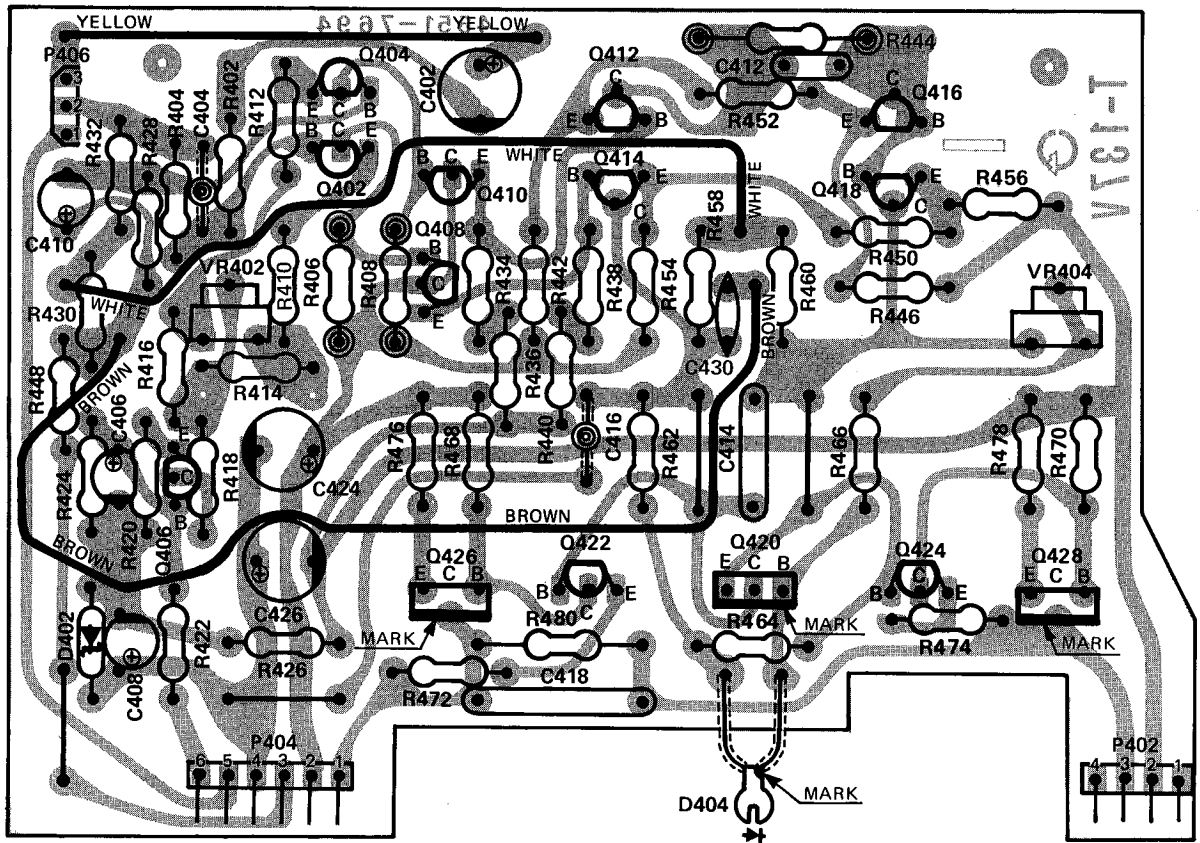 YELLOW
4951-7694
YELLOW
P406
3
2
1
R432
R428
R404
C404
R402
R412
Q404
E C B
B C E
Q402
C402
Q412
C
E B
C412
R444
R452
C
Q416
E B
T-137A
WHITE
B C E
Q410
Q414
B E
C
R458
WHITE
B E
Q418
C
R456
C410
R450
VR402
R410
R406
R408
Q408
B
C
E
R434
R442
R438
R454
C430
BROWN
R460
R446
VR404
WHITE
R430
R416
R414
R436
R440
R448
BROWN
C406
R424
R420
E
C
B
Q406
R418
C424
R476
R468
C416
R462
C414
R466
R478
R470
BROWN
BROWN
C426
Q426
E C B
MARK
Q422
B C E
Q420
E C B
MARK
Q424
B C E
Q428
E C B
MARK
D402
C408
R422
R426
R480
R464
R474
R472
C418
P404
6 5 4 3 2 1
D404
MARK
P402
4 3 2 1